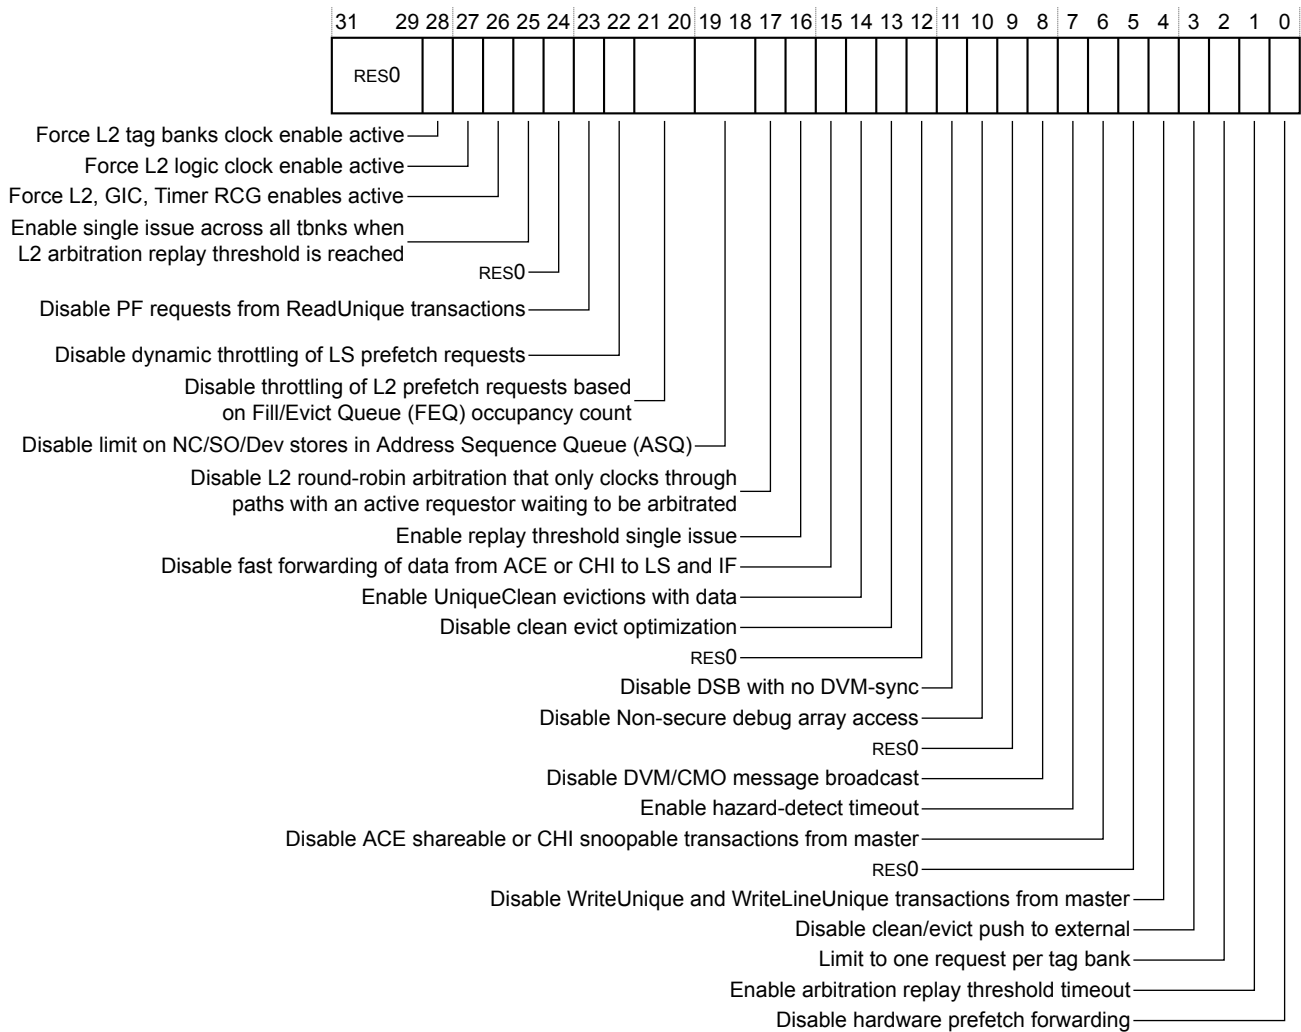 31 29 28 27 26 25 24 23 22 21 20 19 18 17 16 15 14 13 12 11 10 9 8 7 6 5 4 3 2 1 0
RES0
Force L2 tag banks clock enable active
Force L2 logic clock enable active
Force L2, GIC, Timer RCG enables active
Enable single issue across all tbnks when
L2 arbitration replay threshold is reached
RES0
Disable PF requests from ReadUnique transactions
Disable dynamic throttling of LS prefetch requests
Disable throttling of L2 prefetch requests based
on Fill/Evict Queue (FEQ) occupancy count
Disable limit on NC/SO/Dev stores in Address Sequence Queue (ASQ)
Disable L2 round-robin arbitration that only clocks through
paths with an active requestor waiting to be arbitrated
Enable replay threshold single issue
Disable fast forwarding of data from ACE or CHI to LS and IF
Enable UniqueClean evictions with data
Disable clean evict optimization
RES0
Disable DSB with no DVM-sync
Disable Non-secure debug array access
RES0
Disable DVM/CMO message broadcast
Enable hazard-detect timeout
Disable ACE shareable or CHI snoopable transactions from master
RES0
Disable WriteUnique and WriteLineUnique transactions from master
Disable clean/evict push to external
Limit to one request per tag bank
Enable arbitration replay threshold timeout
Disable hardware prefetch forwarding